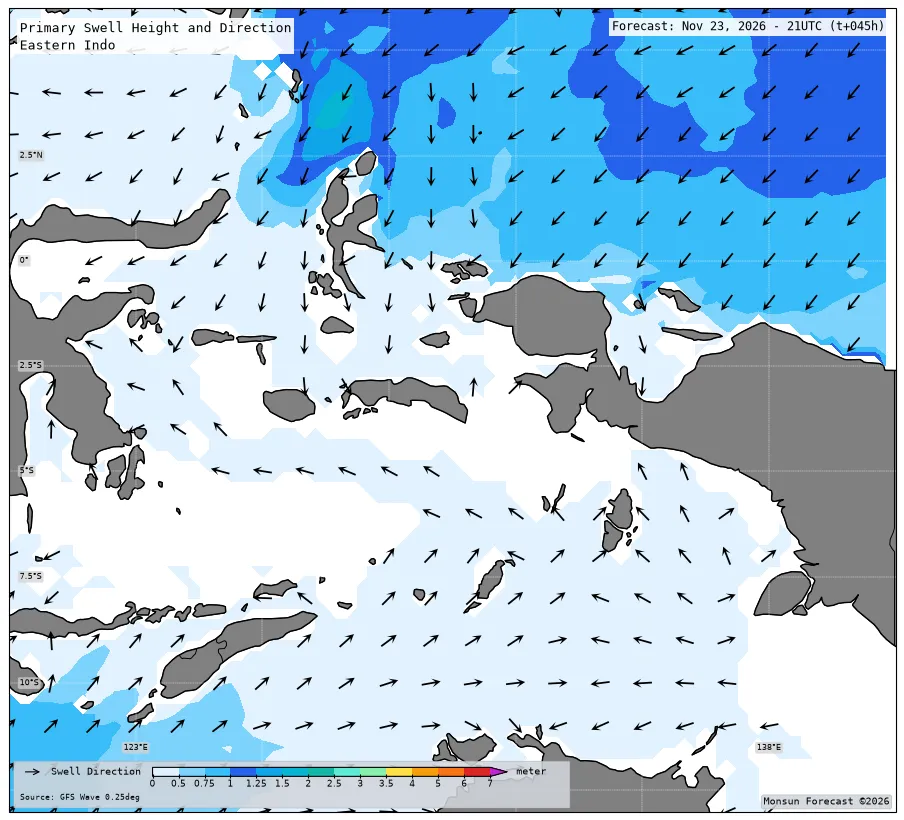 Primary Swell Height and Direction
Eastern Indo
Forecast: Nov 23, 2026 - 21UTC (t+045h)
2.5°N
0°
2.5°S
5°S
7.5°S
10°S
123°E
138°E
Swell Direction
meter
0 0.5 0.75 1 1.25 1.5 2 2.5 3 3.5 4 5 6 7
Source: GFS Wave 0.25deg
Monsun Forecast ©2026